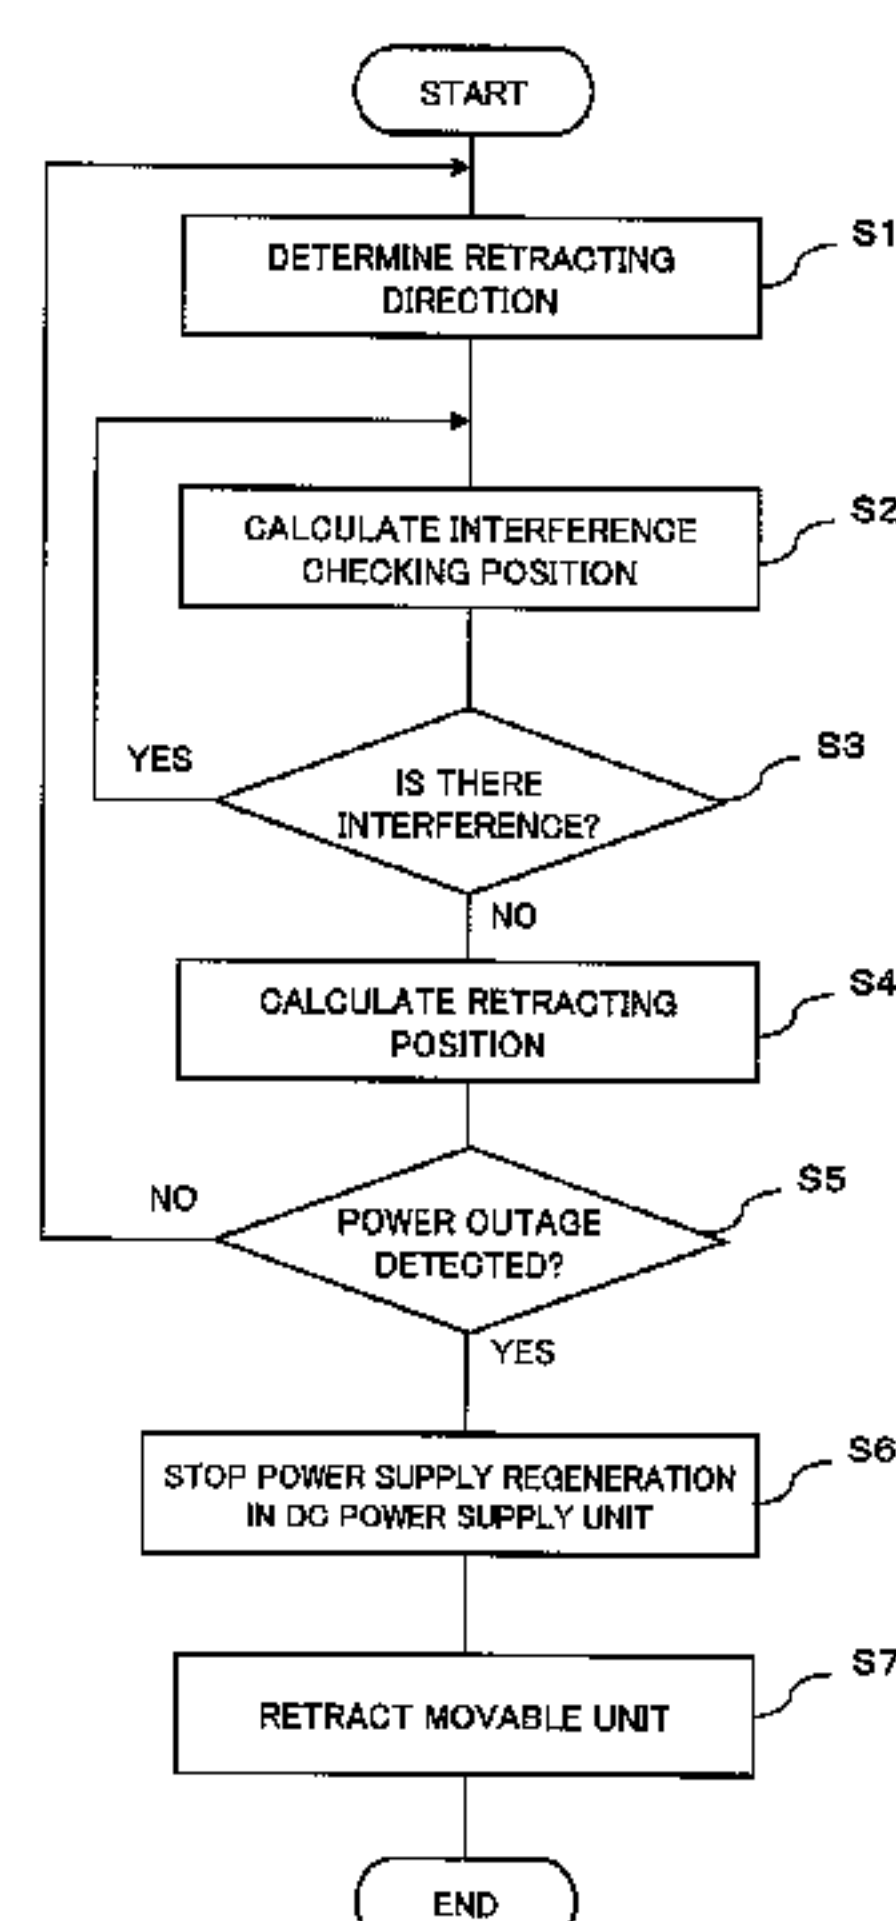 START
DETERMINE RETRACTING
DIRECTION
S1
CALCULATE INTERFERENCE
CHECKING POSITION
S2
IS THERE
INTERFERENCE?
S3
YES
NO
CALCULATE RETRACTING
POSITION
S4
POWER OUTAGE
DETECTED?
S5
NO
YES
STOP POWER SUPPLY REGENERATION
IN DC POWER SUPPLY UNIT
S6
RETRACT MOVABLE UNIT
S7
END